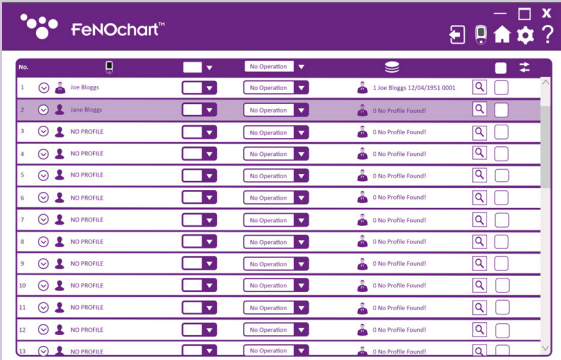 FeNOchart™
No. No Operation
1 Joe Bloggs No Operation 1 Joe Bloggs 12/04/1951 0001
2 Jane Bloggs No Operation 0 No Profile Found!
3 NO PROFILE No Operation 0 No Profile Found!
4 NO PROFILE No Operation 0 No Profile Found!
5 NO PROFILE No Operation 0 No Profile Found!
6 NO PROFILE No Operation 0 No Profile Found!
7 NO PROFILE No Operation 0 No Profile Found!
8 NO PROFILE No Operation 0 No Profile Found!
9 NO PROFILE No Operation 0 No Profile Found!
10 NO PROFILE No Operation 0 No Profile Found!
11 NO PROFILE No Operation 0 No Profile Found!
12 NO PROFILE No Operation 0 No Profile Found!
13 NO PROFILE No Operation 0 No Profile Found!